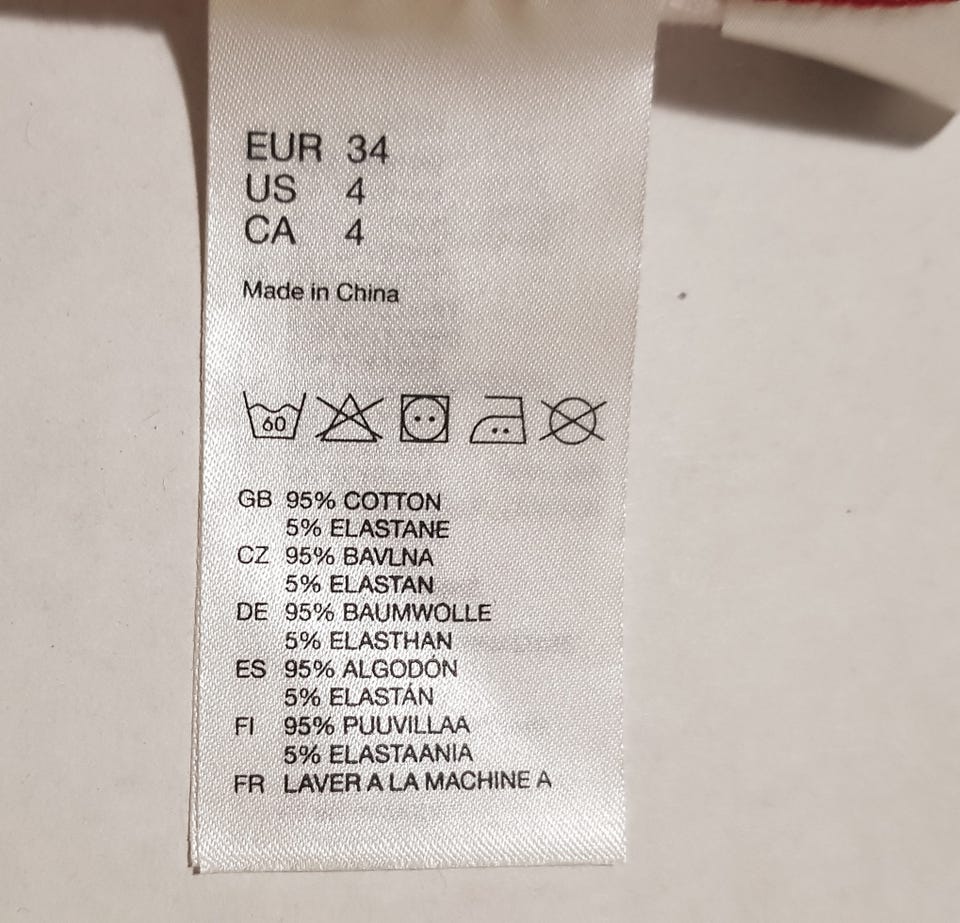 EUR 34
US 4
CA 4
Made in China
60
GB 95% COTTON
5% ELASTANE
CZ 95% BAVLNA
5% ELASTAN
DE 95% BAUMWOLLE
5% ELASTHAN
ES 95% ALGODÓN
5% ELASTÁN
FI 95% PUUVILLAA
5% ELASTAANIA
FR LAVER A LA MACHINE A